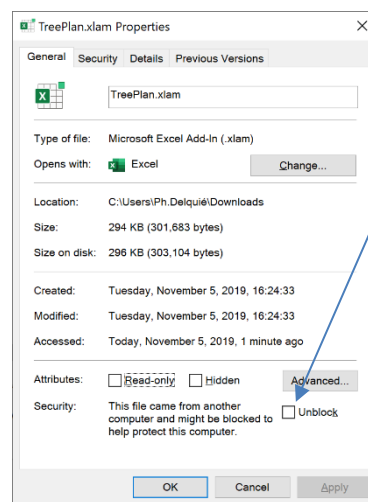 TreePlan.xlam Properties
General Security Details Previous Versions
TreePlan.xlam
Type of file: Microsoft Excel Add-In (.xlam)
Opens with: Excel Change...
Location: C:\Users\Ph.Delquié\Downloads
Size: 294 KB (301,683 bytes)
Size on disk: 296 KB (303,104 bytes)
Created: Tuesday, November 5, 2019, 16:24:33
Modified: Tuesday, November 5, 2019, 16:24:33
Accessed: Today, November 5, 2019, 1 minute ago
Attributes: Read-only Hidden Advanced...
Security: This file came from another
computer and might be blocked to Unblock
help protect this computer.
OK Cancel Apply